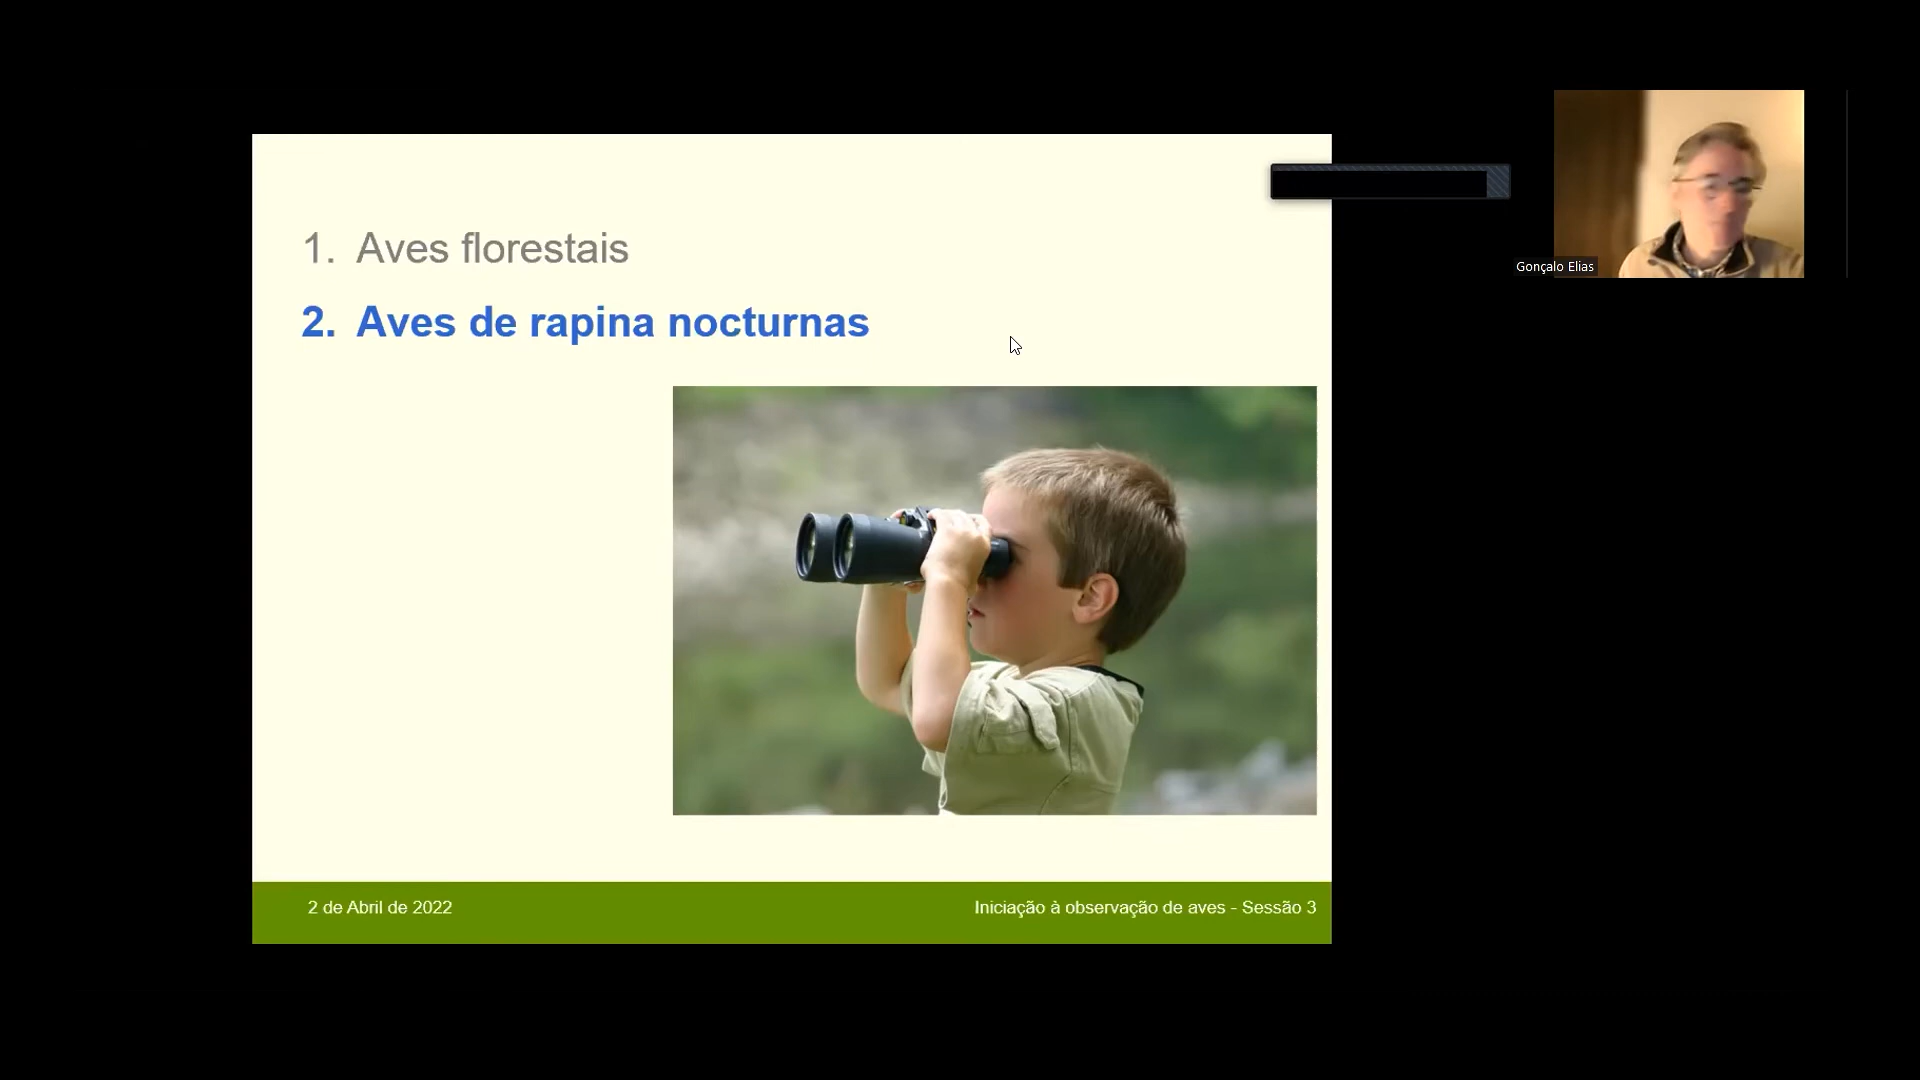 1. Aves florestais
2. Aves de rapina nocturnas
Gonçalo Elias
2 de Abril de 2022
Iniciação à observação de aves - Sessão 3